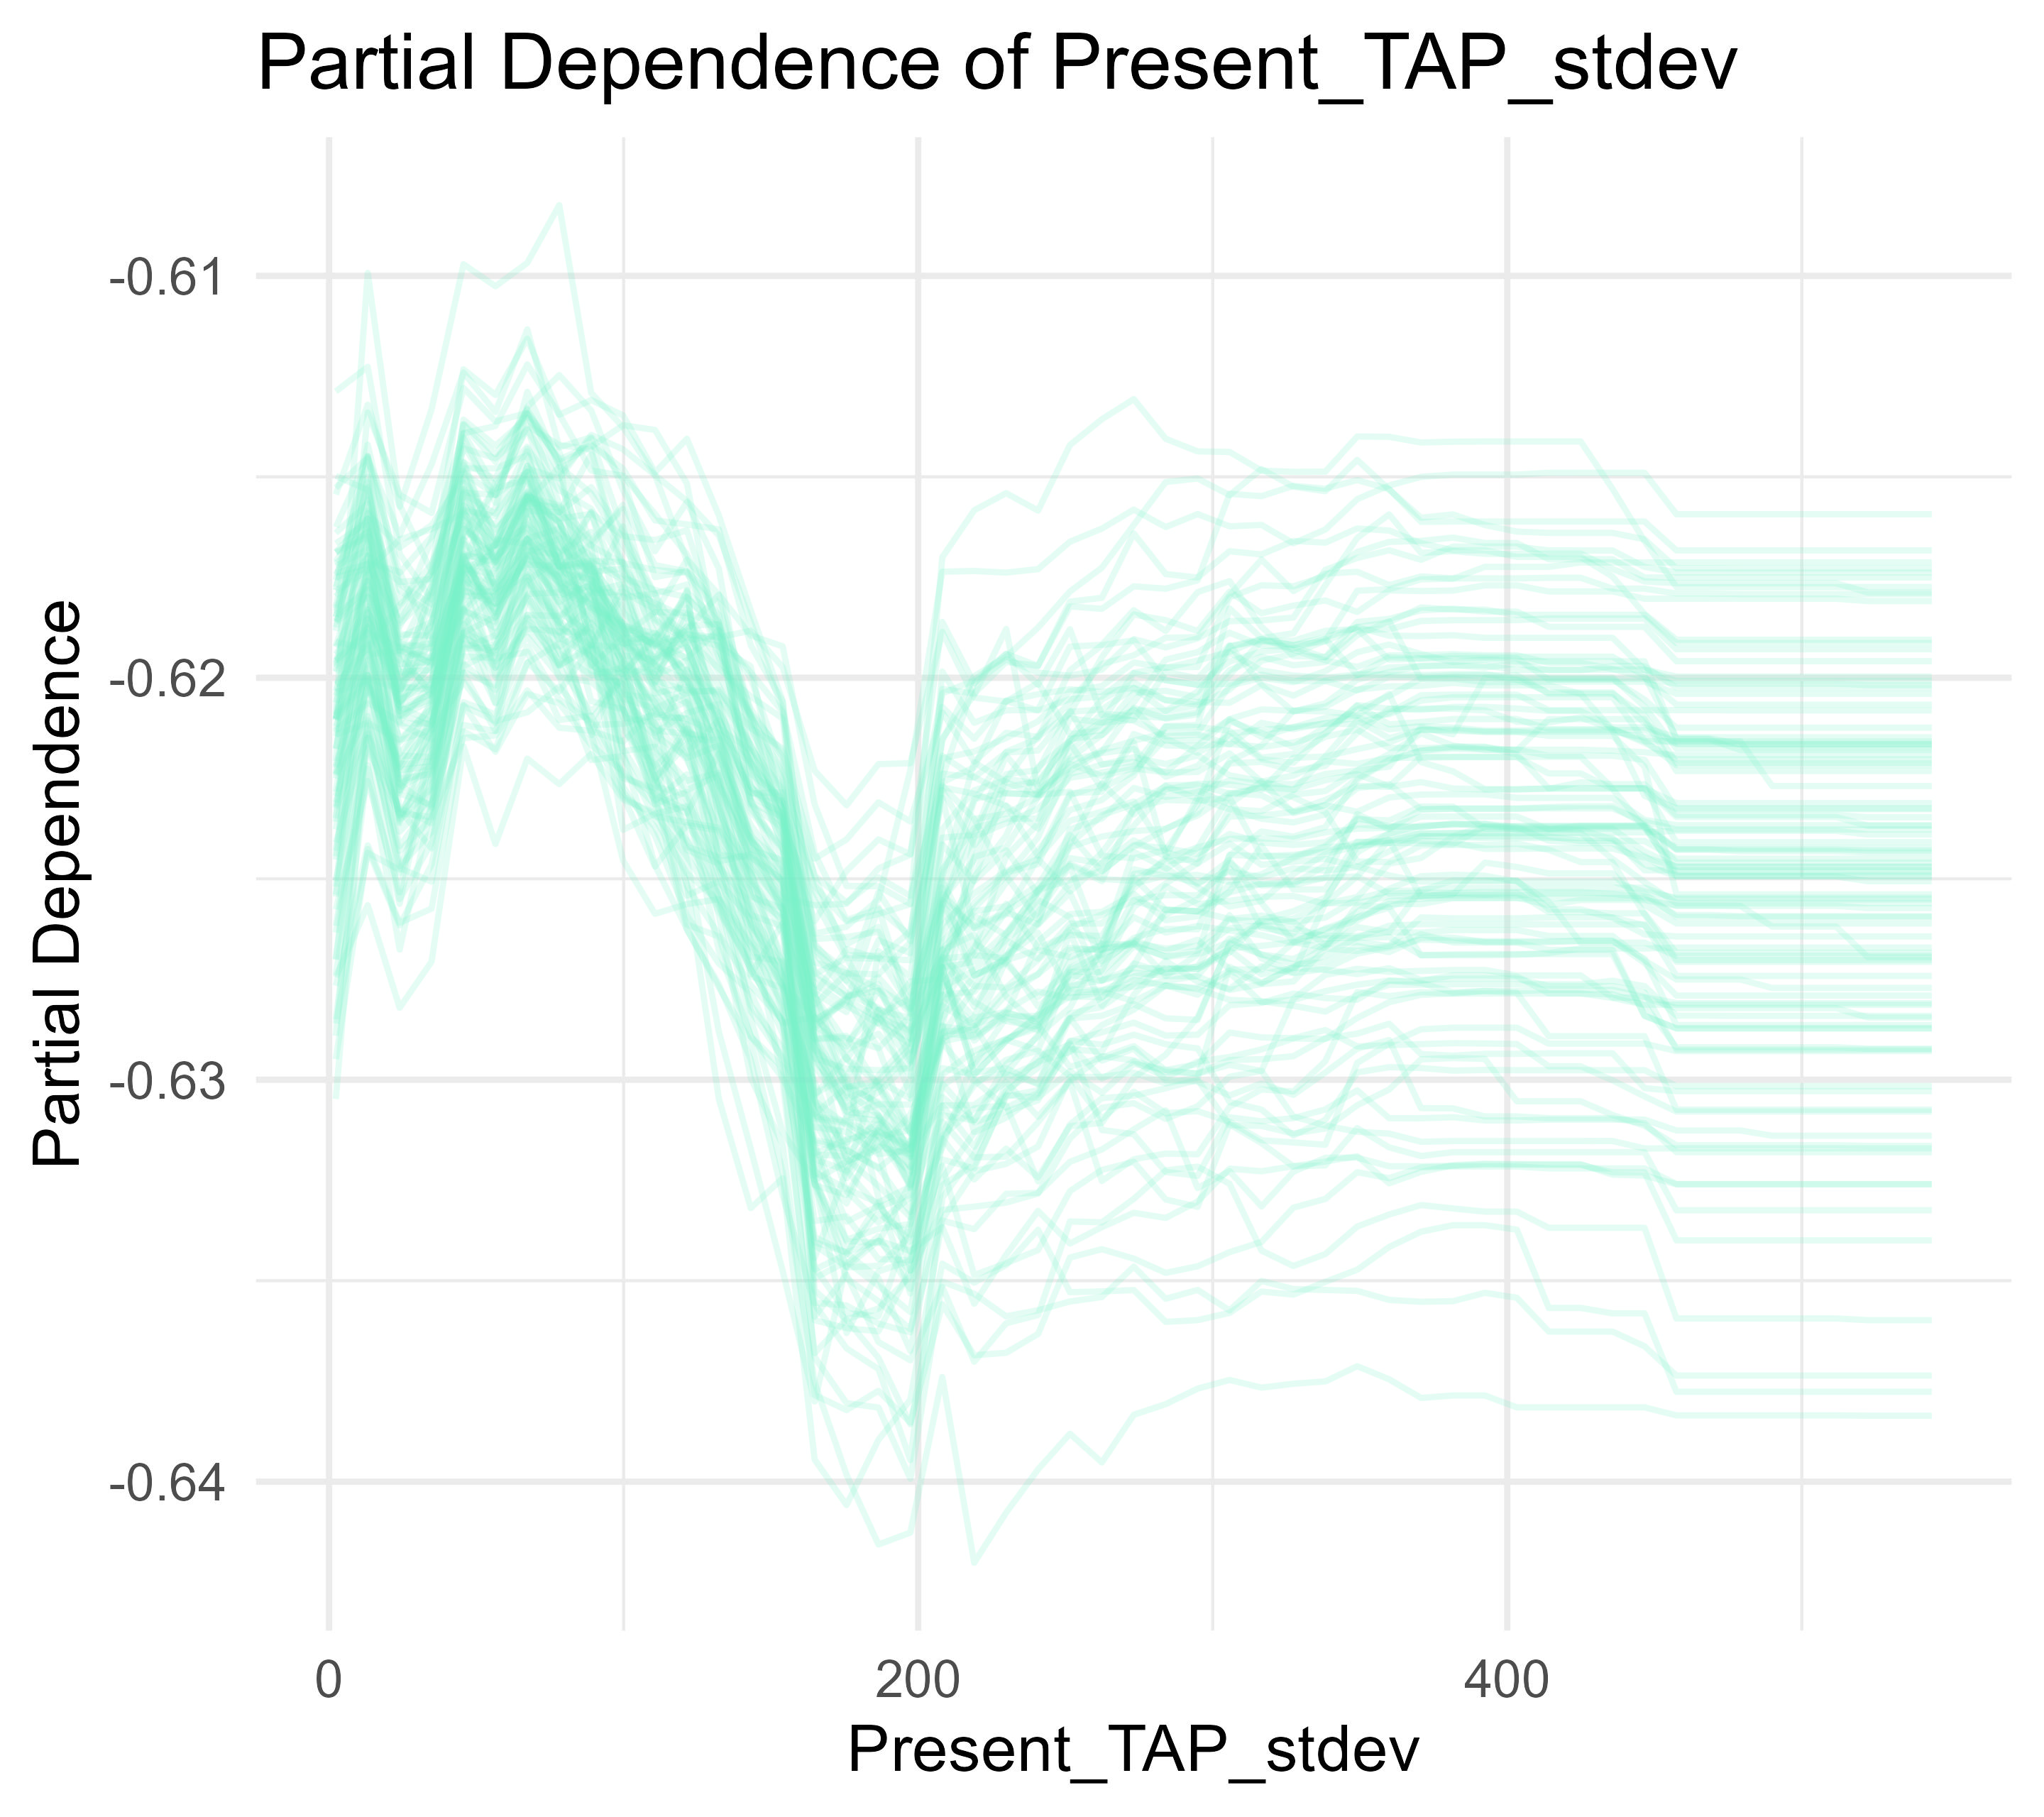 Partial Dependence of Present_TAP_stdev
Partial Dependence
-0.61
-0.62
-0.63
-0.64
0
200
400
Present_TAP_stdev